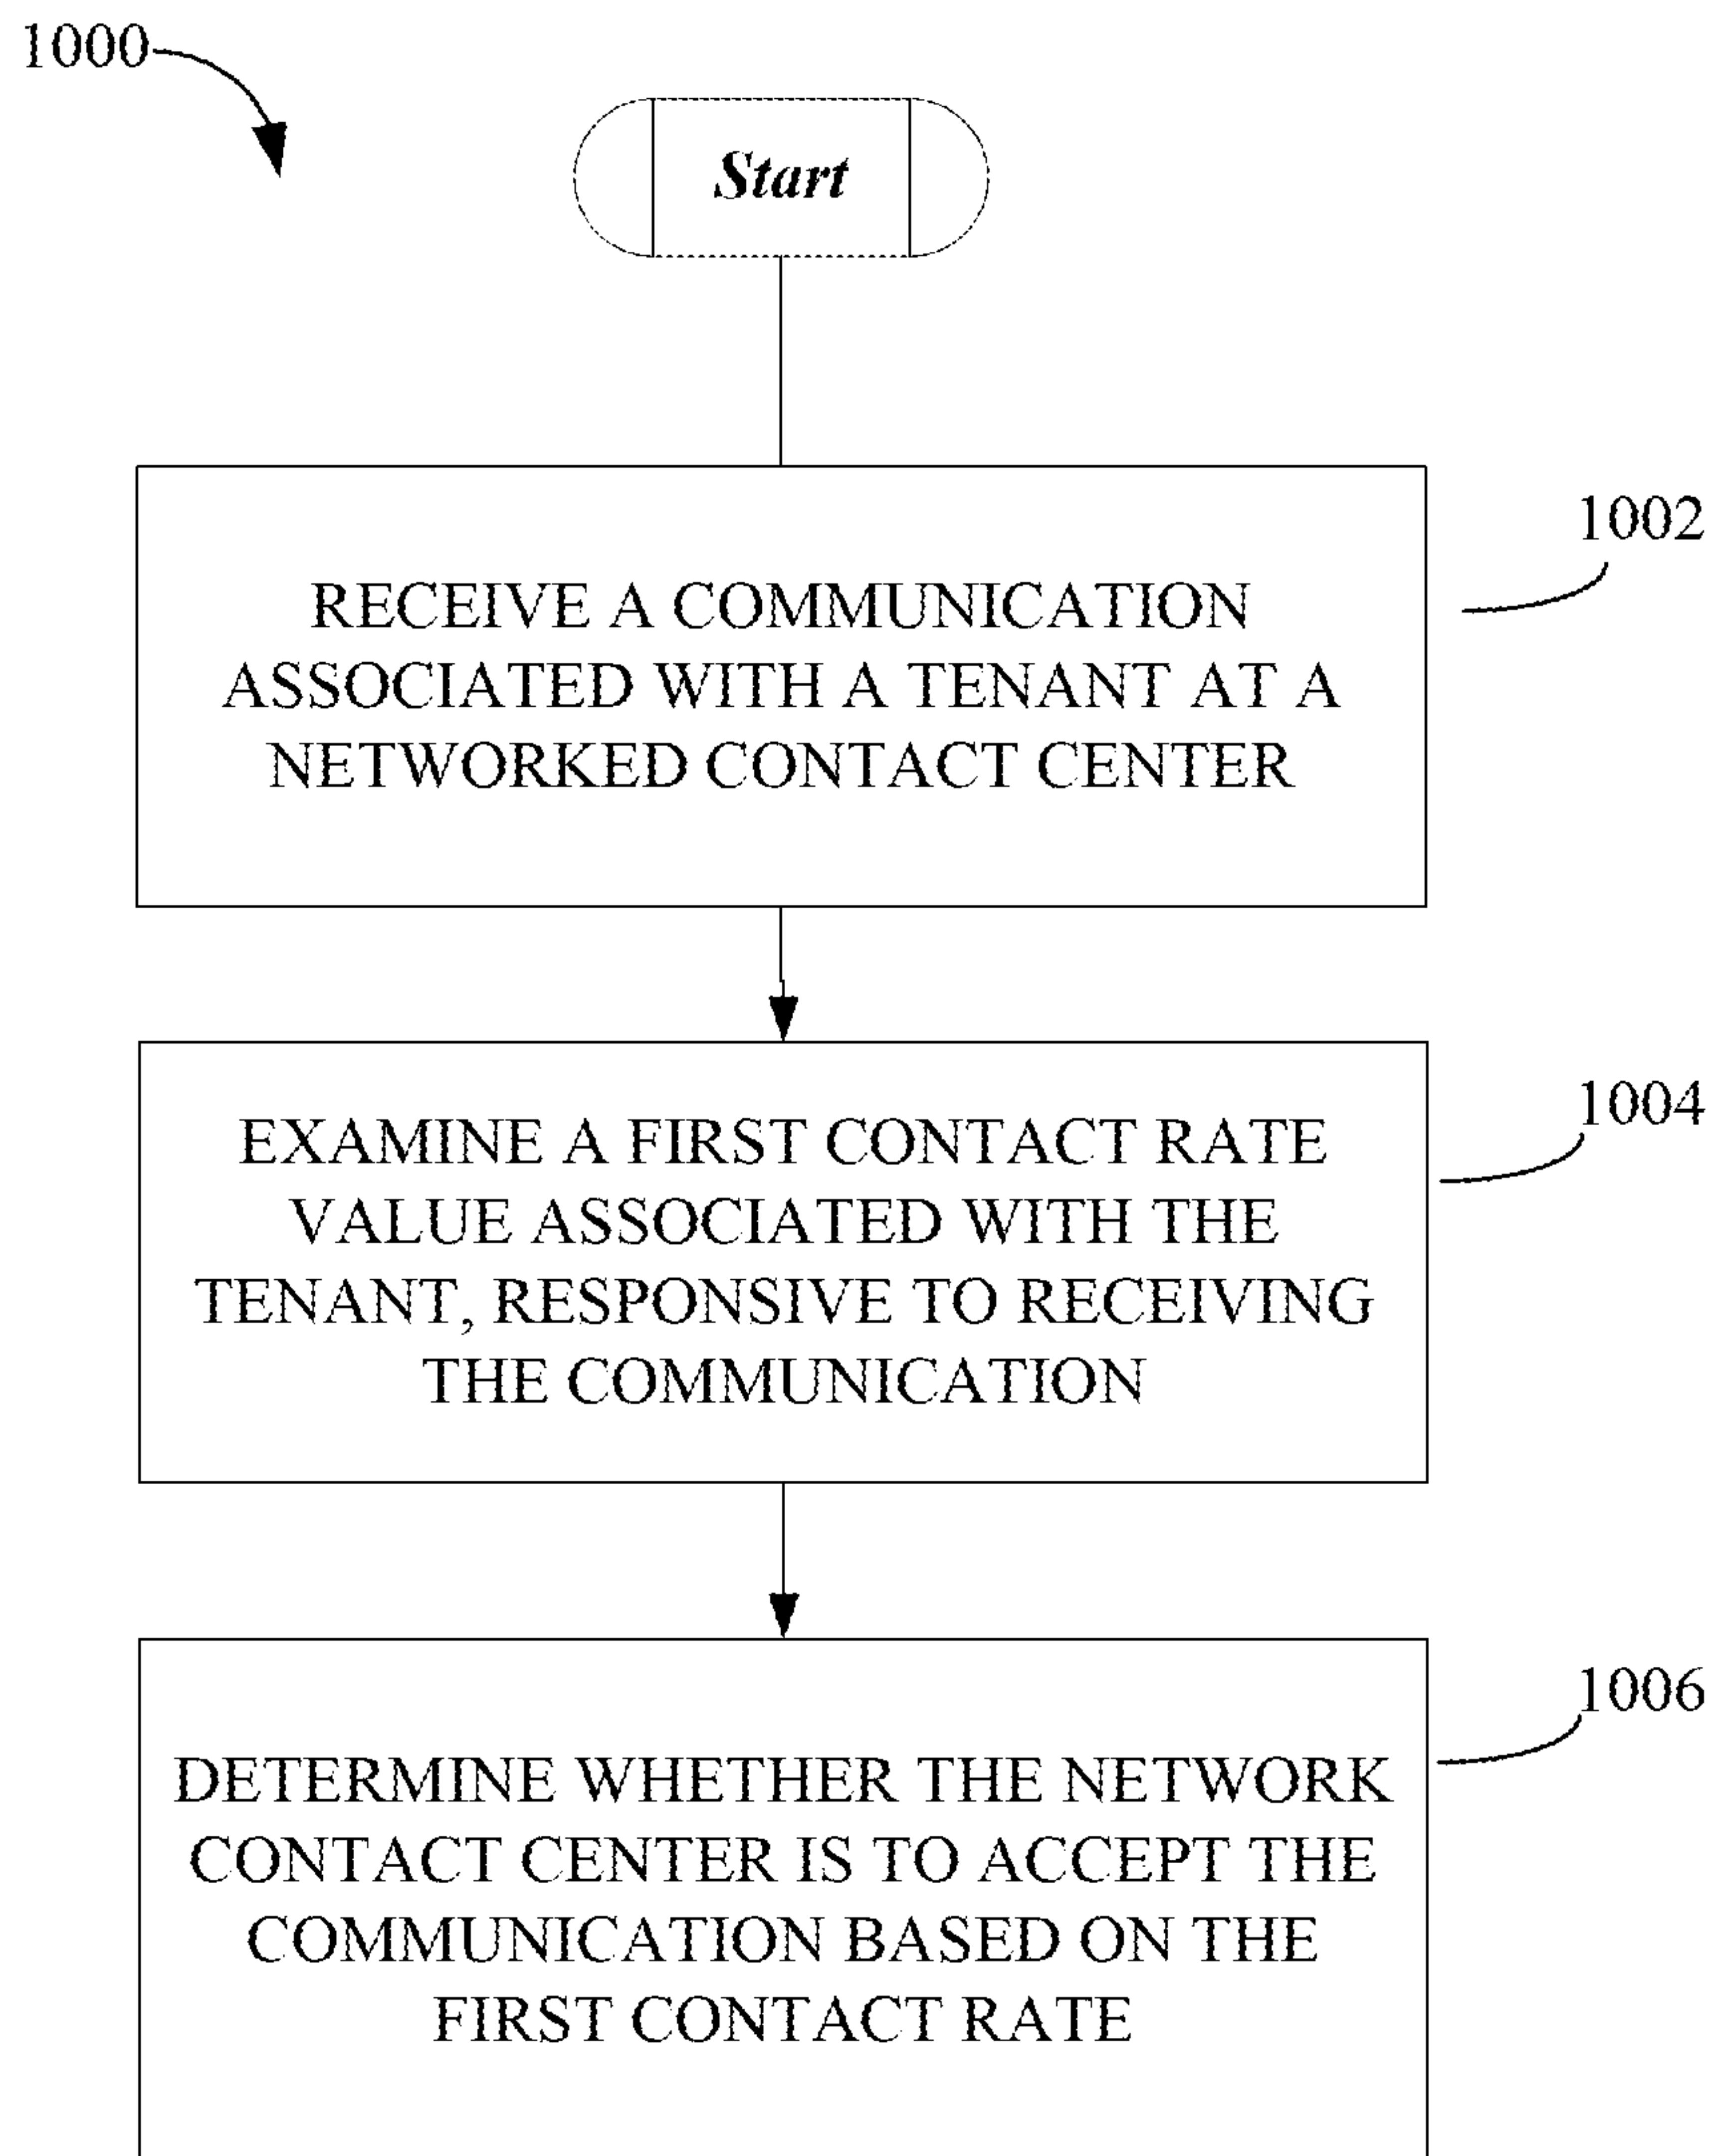 1000
Start
1002
RECEIVE A COMMUNICATION
ASSOCIATED WITH A TENANT AT A
NETWORKED CONTACT CENTER
1004
EXAMINE A FIRST CONTACT RATE
VALUE ASSOCIATED WITH THE
TENANT, RESPONSIVE TO RECEIVING
THE COMMUNICATION
1006
DETERMINE WHETHER THE NETWORK
CONTACT CENTER IS TO ACCEPT THE
COMMUNICATION BASED ON THE
FIRST CONTACT RATE